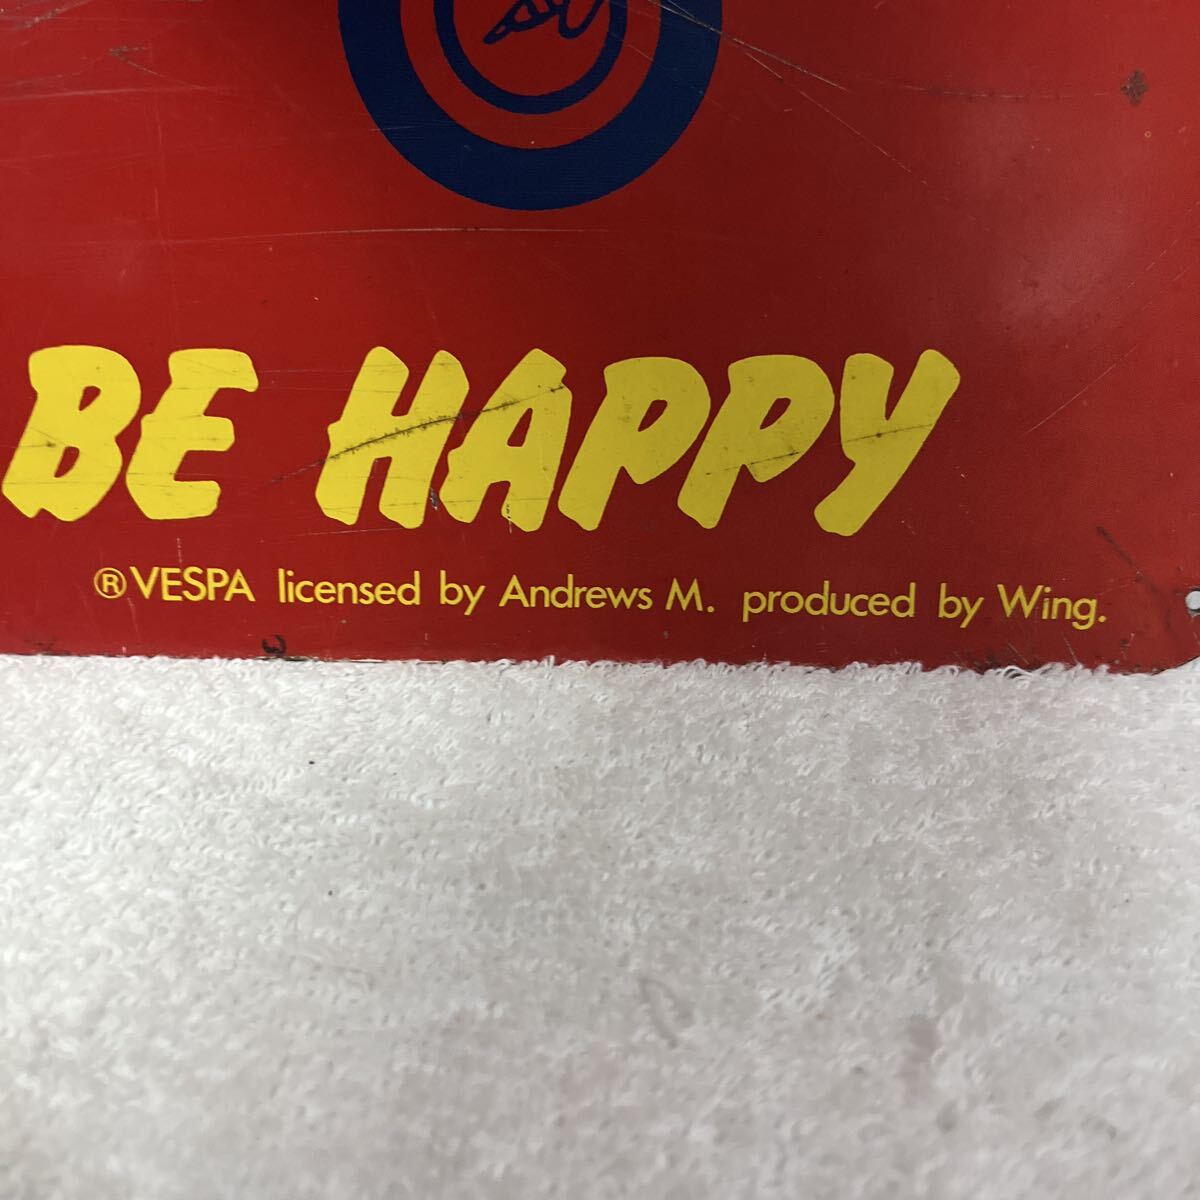 BE HAPPY
®VESPA licensed by Andrews M. produced by Wing.